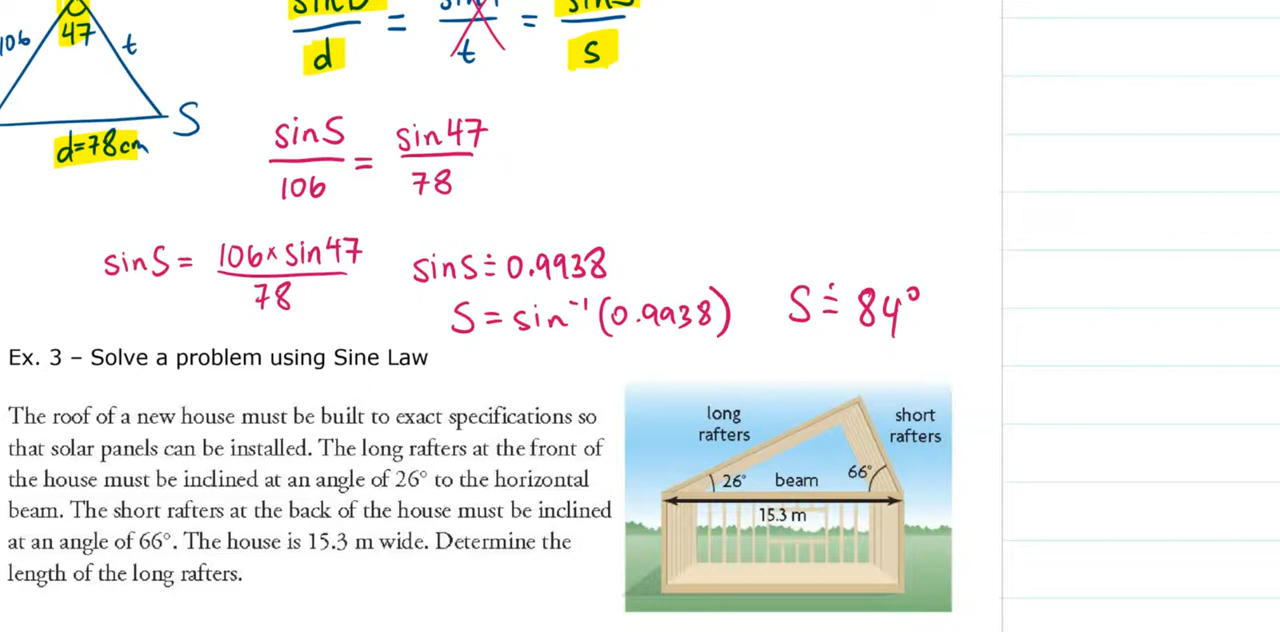 106 47 t
S
d=78cm
d = t = s
sinS/106 = sin47/78
sinS = 106×sin47/78 sinS ≐ 0.9938
S = sin⁻¹(0.9938) S ≐ 84°
Ex. 3 – Solve a problem using Sine Law
The roof of a new house must be built to exact specifications so
that solar panels can be installed. The long rafters at the front of
the house must be inclined at an angle of 26° to the horizontal
beam. The short rafters at the back of the house must be inclined
at an angle of 66°. The house is 15.3 m wide. Determine the
length of the long rafters.
long
rafters
short
rafters
26° beam 66°
15.3 m